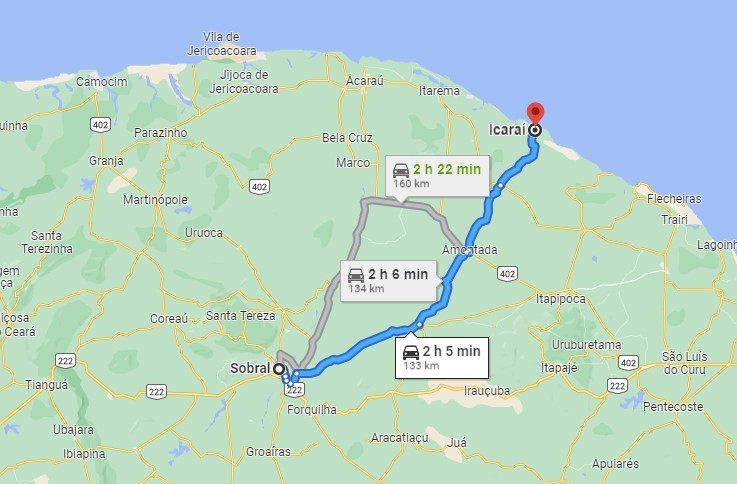 Vila de
Jericoacoara
Camocim
Jijoca de
Jericoacoara
Acaraú
Itarema
uinha
402
Parazinho
Icaraí
Bela Cruz
Granja
Marco
2 h 22 min
160 km
402
Martinópole
Flecheiras
Trairi
nha
Uruoca
Santa
Terezinha
Amontada
Lagoinh
2 h 6 min
134 km
402
gem
ça
Itapipoca
içosa
o Ceará
Coreaú
Santa Tereza
Uruburetama
2 h 5 min
133 km
222
Sobral
402
São Luís
do Curu
Itapajé
Tianguá
222
222
222
Irauçuba
Forquilha
Pentecoste
Ubajara
Ibiapina
Aracatiaçu
Juá
Groaíras
Apuiarés